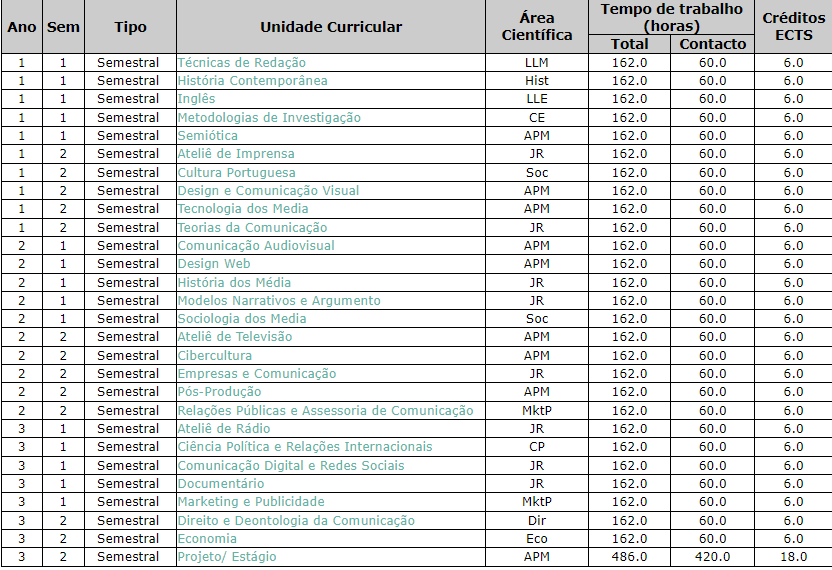 Ano Sem Tipo Unidade Curricular Área Científica Tempo de trabalho (horas) Créditos ECTS
Total Contacto
1 1 Semestral Técnicas de Redação LLM 162.0 60.0 6.0
1 1 Semestral História Contemporânea Hist 162.0 60.0 6.0
1 1 Semestral Inglês LLE 162.0 60.0 6.0
1 1 Semestral Metodologias de Investigação CE 162.0 60.0 6.0
1 1 Semestral Semiótica APM 162.0 60.0 6.0
1 2 Semestral Ateliê de Imprensa JR 162.0 60.0 6.0
1 2 Semestral Cultura Portuguesa Soc 162.0 60.0 6.0
1 2 Semestral Design e Comunicação Visual APM 162.0 60.0 6.0
1 2 Semestral Tecnologia dos Media APM 162.0 60.0 6.0
1 2 Semestral Teorias da Comunicação JR 162.0 60.0 6.0
2 1 Semestral Comunicação Audiovisual APM 162.0 60.0 6.0
2 1 Semestral Design Web APM 162.0 60.0 6.0
2 1 Semestral História dos Média JR 162.0 60.0 6.0
2 1 Semestral Modelos Narrativos e Argumento JR 162.0 60.0 6.0
2 1 Semestral Sociologia dos Media Soc 162.0 60.0 6.0
2 2 Semestral Ateliê de Televisão APM 162.0 60.0 6.0
2 2 Semestral Cibercultura APM 162.0 60.0 6.0
2 2 Semestral Empresas e Comunicação JR 162.0 60.0 6.0
2 2 Semestral Pós-Produção APM 162.0 60.0 6.0
2 2 Semestral Relações Públicas e Assessoria de Comunicação MktP 162.0 60.0 6.0
3 1 Semestral Ateliê de Rádio JR 162.0 60.0 6.0
3 1 Semestral Ciência Política e Relações Internacionais CP 162.0 60.0 6.0
3 1 Semestral Comunicação Digital e Redes Sociais JR 162.0 60.0 6.0
3 1 Semestral Documentário JR 162.0 60.0 6.0
3 1 Semestral Marketing e Publicidade MktP 162.0 60.0 6.0
3 2 Semestral Direito e Deontologia da Comunicação Dir 162.0 60.0 6.0
3 2 Semestral Economia Eco 162.0 60.0 6.0
3 2 Semestral Projeto/ Estágio APM 486.0 420.0 18.0